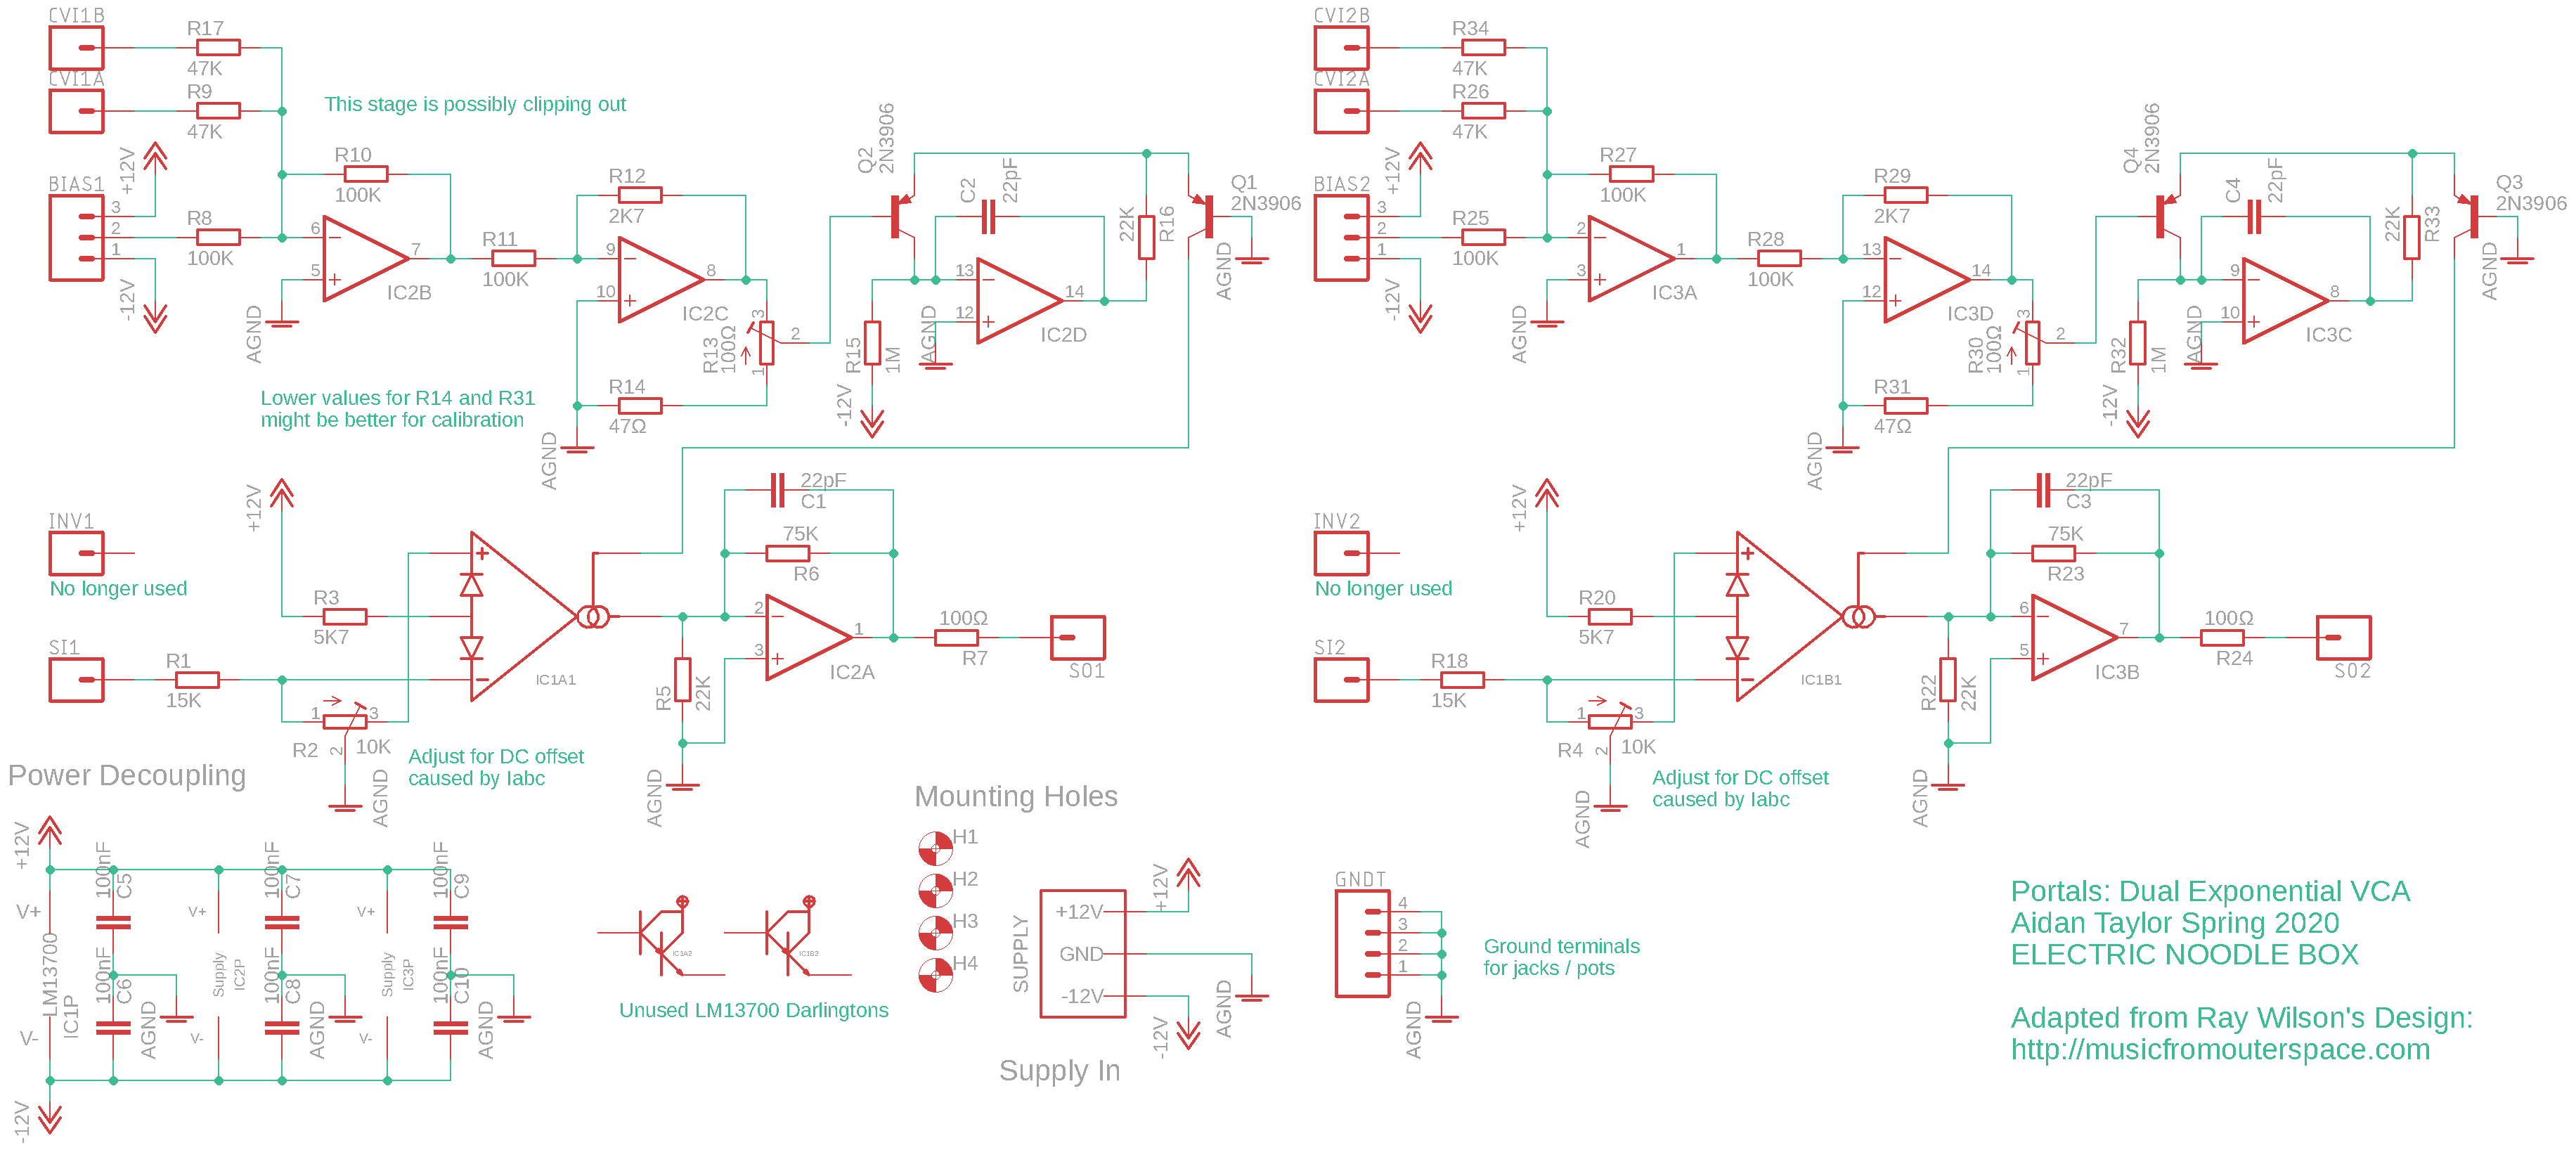 CVI1B
R17
47K
CVI1A
R9
47K
This stage is possibly clipping out
+12V
BIAS1
3
2
1
-12V
R8
100K
R10
100K
6
5
7
IC2B
AGND
R11
100K
R12
2K7
9
10
8
IC2C
R13
100Ω
3
2
1
R14
47Ω
AGND
Lower values for R14 and R31
might be better for calibration
Q2
2N3906
C2
22pF
13
12
14
IC2D
AGND
R15
1M
-12V
22K
R16
Q1
2N3906
AGND
CVI2B
R34
47K
CVI2A
R26
47K
+12V
BIAS2
3
2
1
-12V
R25
100K
R27
100K
2
3
1
IC3A
AGND
R28
100K
R29
2K7
13
12
14
IC3D
R30
100Ω
3
2
1
R31
47Ω
AGND
Q4
2N3906
C4
22pF
9
10
8
IC3C
AGND
R32
1M
-12V
22K
R33
Q3
2N3906
AGND
INV1
No longer used
+12V
R3
5K7
SI1
R1
15K
1
3
R2
2
10K
AGND
Adjust for DC offset
caused by Iabc
IC1A1
22pF
C1
75K
R6
2
3
1
IC2A
R5
22K
AGND
100Ω
R7
SO1
INV2
No longer used
+12V
R20
5K7
SI2
R18
15K
1
3
R4
2
10K
AGND
Adjust for DC offset
caused by Iabc
IC1B1
22pF
C3
75K
R23
6
5
7
IC3B
R22
22K
AGND
100Ω
R24
SO2
Power Decoupling
+12V
V+
LM13700
IC1P
V-
-12V
100nF
C5
100nF
C6
AGND
V+
Supply
IC2P
V-
100nF
C7
100nF
C8
AGND
V+
Supply
IC3P
V-
100nF
C9
100nF
C10
AGND
IC1A2
IC1B2
Unused LM13700 Darlingtons
Mounting Holes
H1
H2
H3
H4
SUPPLY
+12V
GND
-12V
+12V
AGND
-12V
Supply In
GNDT
4
3
2
1
AGND
Ground terminals
for jacks / pots
Portals: Dual Exponential VCA
Aidan Taylor Spring 2020
ELECTRIC NOODLE BOX
Adapted from Ray Wilson's Design:
http://musicfromouterspace.com